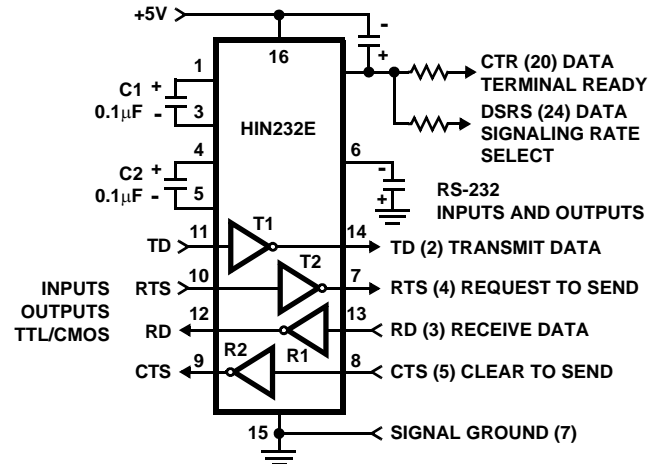 +5V
-
+
16
1
CTR (20) DATA
TERMINAL READY
C1
+
0.1μF
-
3
DSRS (24) DATA
SIGNALING RATE
SELECT
HIN232E
4
6
C2
+
0.1μF
-
5
-
+
RS-232
INPUTS AND OUTPUTS
T1
TD
11
14
TD (2) TRANSMIT DATA
T2
INPUTS
OUTPUTS
TTL/CMOS
RTS
10
7
RTS (4) REQUEST TO SEND
RD
12
13
RD (3) RECEIVE DATA
R1
R2
CTS
9
8
CTS (5) CLEAR TO SEND
15
SIGNAL GROUND (7)